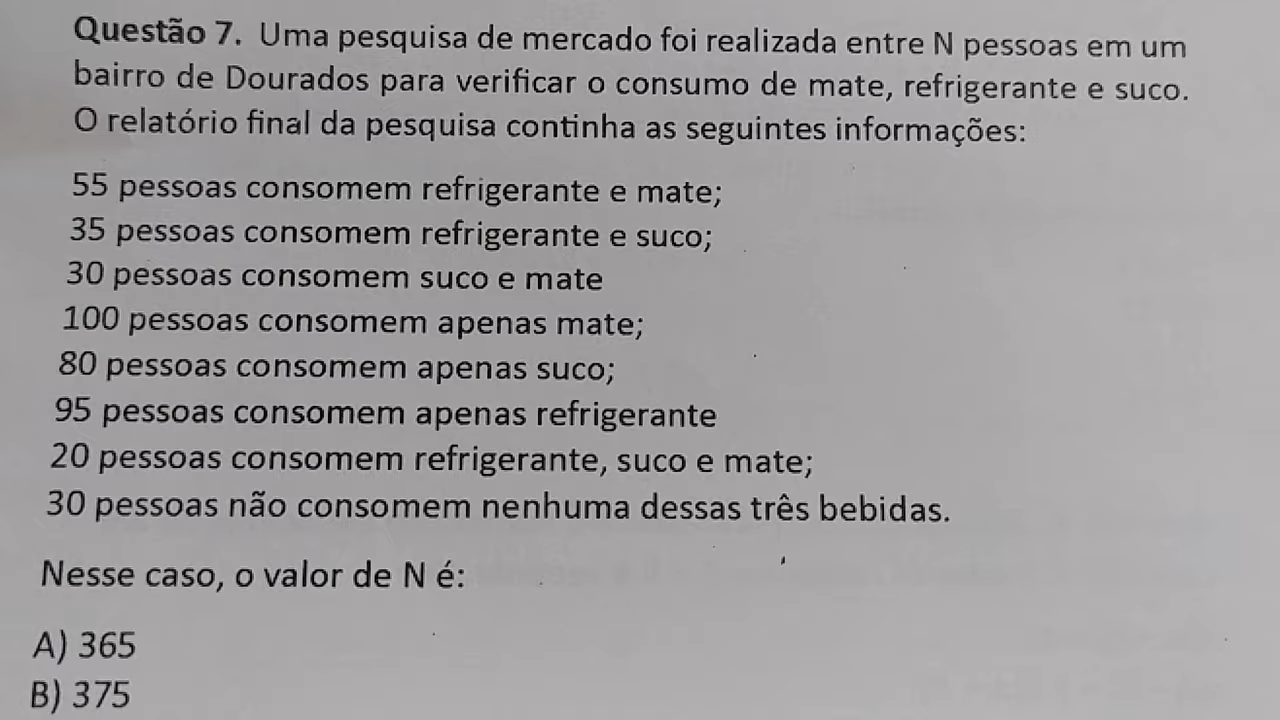 Questão 7. Uma pesquisa de mercado foi realizada entre N pessoas em um
bairro de Dourados para verificar o consumo de mate, refrigerante e suco.
O relatório final da pesquisa continha as seguintes informações:
55 pessoas consomem refrigerante e mate;
35 pessoas consomem refrigerante e suco;
30 pessoas consomem suco e mate
100 pessoas consomem apenas mate;
80 pessoas consomem apenas suco;
95 pessoas consomem apenas refrigerante
20 pessoas consomem refrigerante, suco e mate;
30 pessoas não consomem nenhuma dessas três bebidas.
Nesse caso, o valor de N é:
A) 365
B) 375